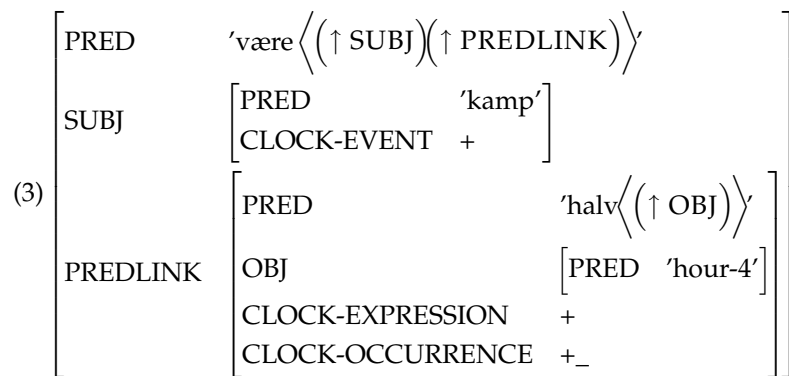 PRED ’være⟨(↑ SUBJ)(↑ PREDLINK)⟩’
SUBJ [PRED ’kamp’
CLOCK-EVENT +]
(3)
PREDLINK [PRED ’halv⟨(↑ OBJ)⟩’
OBJ [PRED ’hour-4’]
CLOCK-EXPRESSION +
CLOCK-OCCURRENCE +_]